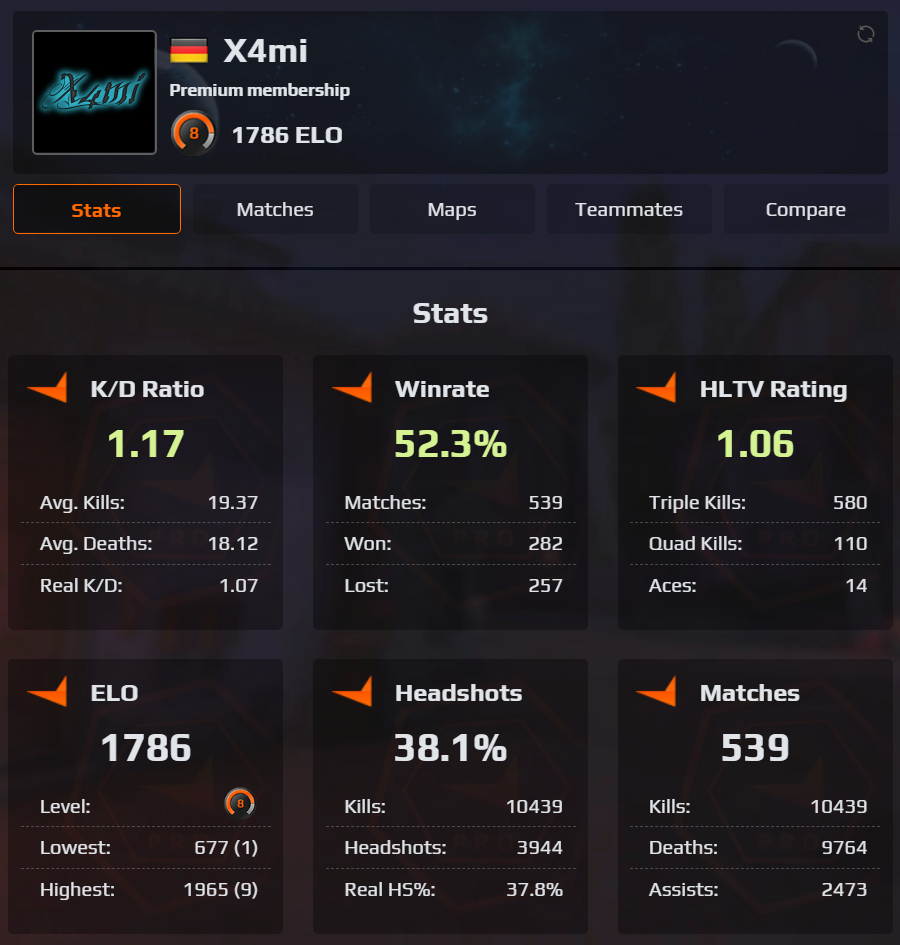 X4mi
X4mi
Premium membership
8
1786 ELO
Stats Matches Maps Teammates Compare
Stats
K/D Ratio
1.17
Avg. Kills: 19.37
Avg. Deaths: 18.12
Real K/D: 1.07
Winrate
52.3%
Matches: 539
Won: 282
Lost: 257
HLTV Rating
1.06
Triple Kills: 580
Quad Kills: 110
Aces: 14
ELO
1786
Level: 8
Lowest: 677 (1)
Highest: 1965 (9)
Headshots
38.1%
Kills: 10439
Headshots: 3944
Real HS%: 37.8%
Matches
539
Kills: 10439
Deaths: 9764
Assists: 2473